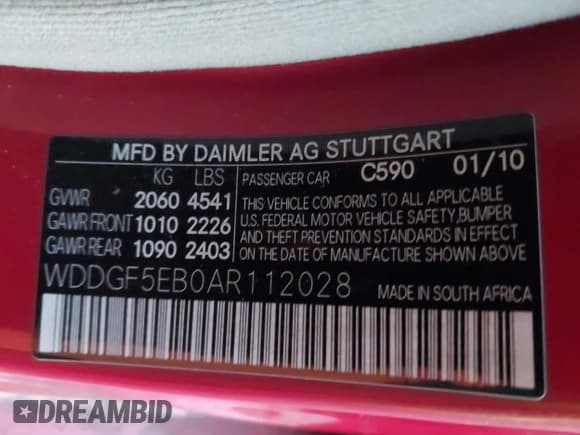 MFD BY DAIMLER AG STUTTGART
KG LBS PASSENGER CAR C590 01/10
GVWR 2060 4541
GAWR FRONT 1010 2226
GAWR REAR 1090 2403
THIS VEHICLE CONFORMS TO ALL APPLICABLE
U.S. FEDERAL MOTOR VEHICLE SAFETY,BUMPER
AND THEFT PREVENTION STANDARDS IN EFFECT
ON THE DATE OF MANUFACTURE SHOWN ABOVE.
WDDGF5EB0AR112028 MADE IN SOUTH AFRICA
DREAMBID